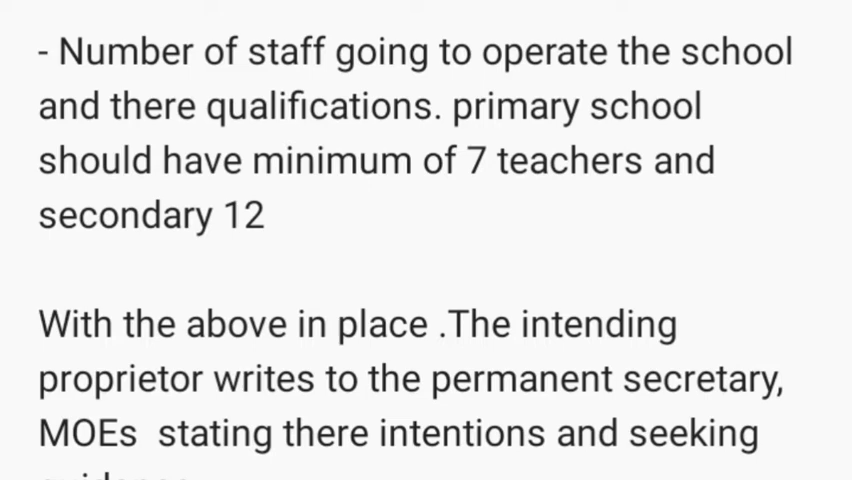 - Number of staff going to operate the school
and there qualifications. primary school
should have minimum of 7 teachers and
secondary 12
With the above in place .The intending
proprietor writes to the permanent secretary,
MOEs  stating there intentions and seeking